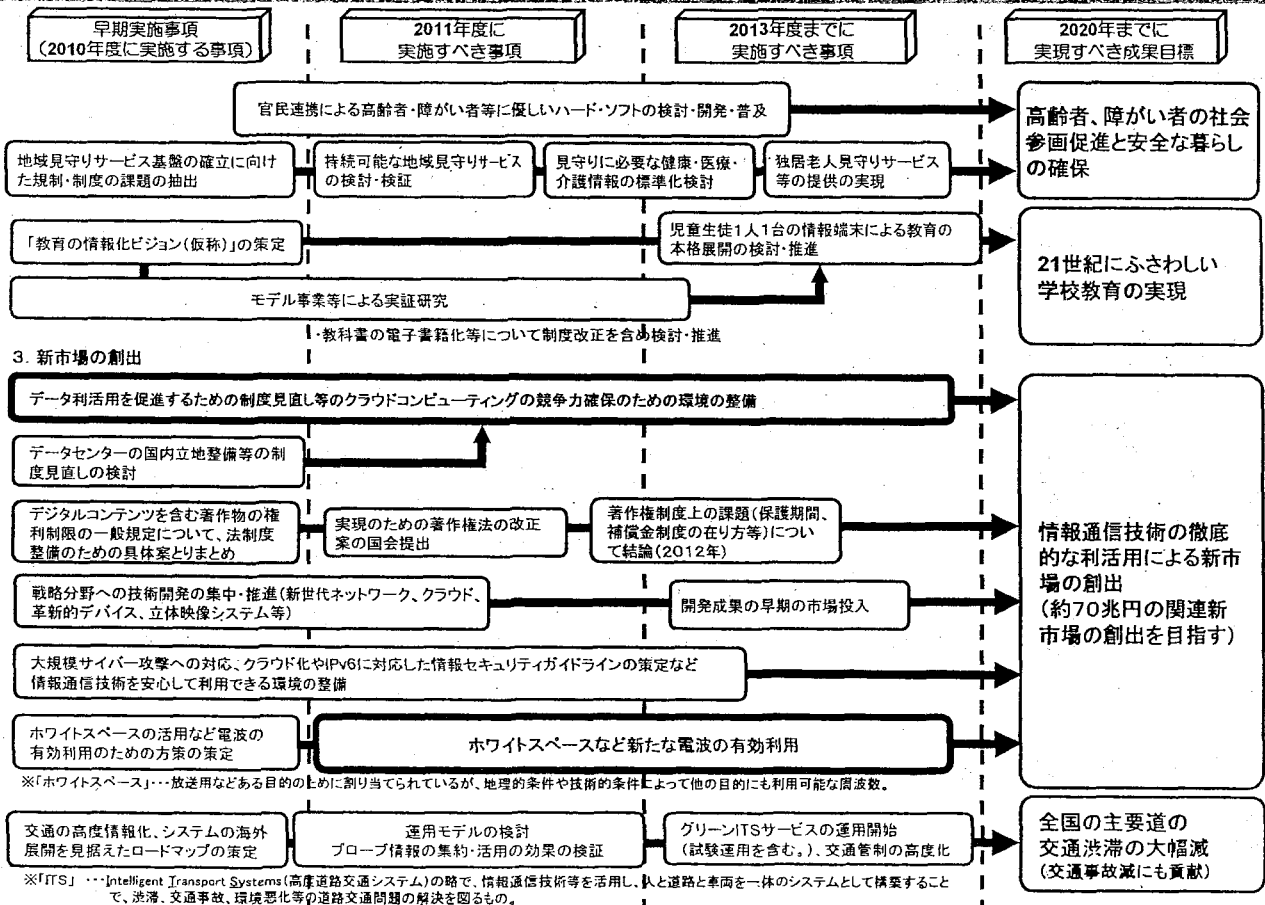 早期実施事項
(2010年度に実施する事項)
2011年度に
実施すべき事項
2013年度までに
実施すべき事項
2020年までに
実現すべき成果目標
官民連携による高齢者・障がい者等に優しいハード・ソフトの検討・開発・普及
高齢者、障がい者の社会
参画促進と安全な暮らし
の確保
地域見守りサービス基盤の確立に向け
た規制・制度の課題の抽出
持続可能な地域見守りサービス
の検討・検証
見守りに必要な健康・医療・
介護情報の標準化検討
独居老人見守りサービス
等の提供の実現
「教育の情報化ビジョン(仮称)」の策定
児童生徒1人1台の情報端末による教育の
本格展開の検討・推進
21世紀にふさわしい
学校教育の実現
モデル事業等による実証研究
・教科書の電子書籍化等について制度改正を含め検討・推進
3. 新市場の創出
データ利活用を促進するための制度見直し等のクラウドコンピューティングの競争力確保のための環境の整備
データセンターの国内立地整備等の制
度見直しの検討
デジタルコンテンツを含む著作物の権
利制限の一般規定について、法制度
整備のための具体案とりまとめ
実現のための著作権法の改正
案の国会提出
著作権制度上の課題(保護期間、
補償金制度の在り方等)につい
て結論(2012年)
情報通信技術の徹底
的な利活用による新市
場の創出
(約70兆円の関連新
市場の創出を目指す)
戦略分野への技術開発の集中・推進(新世代ネットワーク、クラウド、
革新的デバイス、立体映像システム等)
開発成果の早期の市場投入
大規模サイバー攻撃への対応、クラウド化やIPv6に対応した情報セキュリティガイドラインの策定など
情報通信技術を安心して利用できる環境の整備
ホワイトスペースの活用など電波の
有効利用のための方策の策定
ホワイトスペースなど新たな電波の有効利用
※「ホワイトスペース」・・・放送用などある目的のために割り当てられているが、地理的条件や技術的条件によって他の目的にも利用可能な周波数。
交通の高度情報化、システムの海外
展開を見据えたロードマップの策定
運用モデルの検討
プローブ情報の集約・活用の効果の検証
グリーンITSサービスの運用開始
(試験運用を含む。)、交通管制の高度化
全国の主要道の
交通渋滞の大幅減
(交通事故減にも貢献)
※「ITS」・・・Intelligent Transport Systems(高度道路交通システム)の略で、情報通信技術等を活用し、人と道路と車両を一体のシステムとして構築すること
で、渋滞、交通事故、環境悪化等の道路交通問題の解決を図るもの。